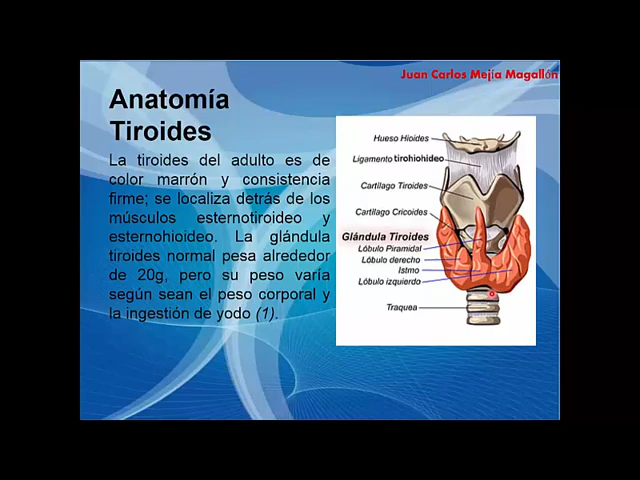 Juan Carlos Mejía Magallón
Anatomía
Tiroides
La tiroides del adulto es de
color marrón y consistencia
firme; se localiza detrás de los
músculos esternotiroideo y
esternohioideo. La glándula
tiroides normal pesa alrededor
de 20g, pero su peso varía
según sean el peso corporal y
la ingestión de yodo (1).
Hueso Hioides
Ligamento tirohiohideo
Cartílago Tiroides
Cartílago Cricoides
Glándula Tiroides
Lóbulo Piramidal
Lóbulo derecho
Istmo
Lóbulo izquierdo
Traquea